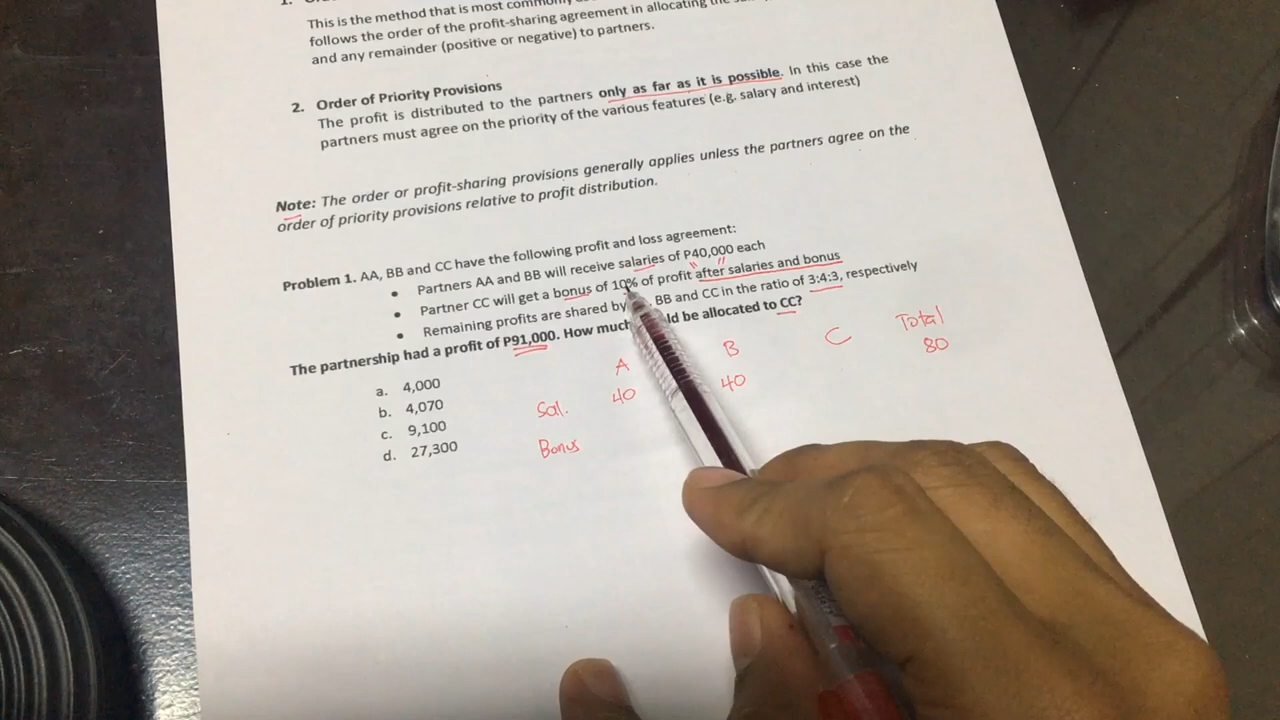 1.
This is the method that is most commonly
follows the order of the profit-sharing agreement in allocating the
and any remainder (positive or negative) to partners.
2. Order of Priority Provisions
The profit is distributed to the partners only as far as it is possible. In this case the
partners must agree on the priority of the various features (e.g. salary and interest)
Note: The order or profit-sharing provisions generally applies unless the partners agree on the
order of priority provisions relative to profit distribution.
Problem 1. AA, BB and CC have the following profit and loss agreement:
• Partners AA and BB will receive salaries of P40,000 each
• Partner CC will get a bonus of 10% of profit after salaries and bonus
• Remaining profits are shared by BB and CC in the ratio of 3:4:3, respectively
The partnership had a profit of P91,000. How much be allocated to CC?
a. 4,000
b. 4,070
c. 9,100
d. 27,300
A B C Total
Sal. 40 40 80
Bonus